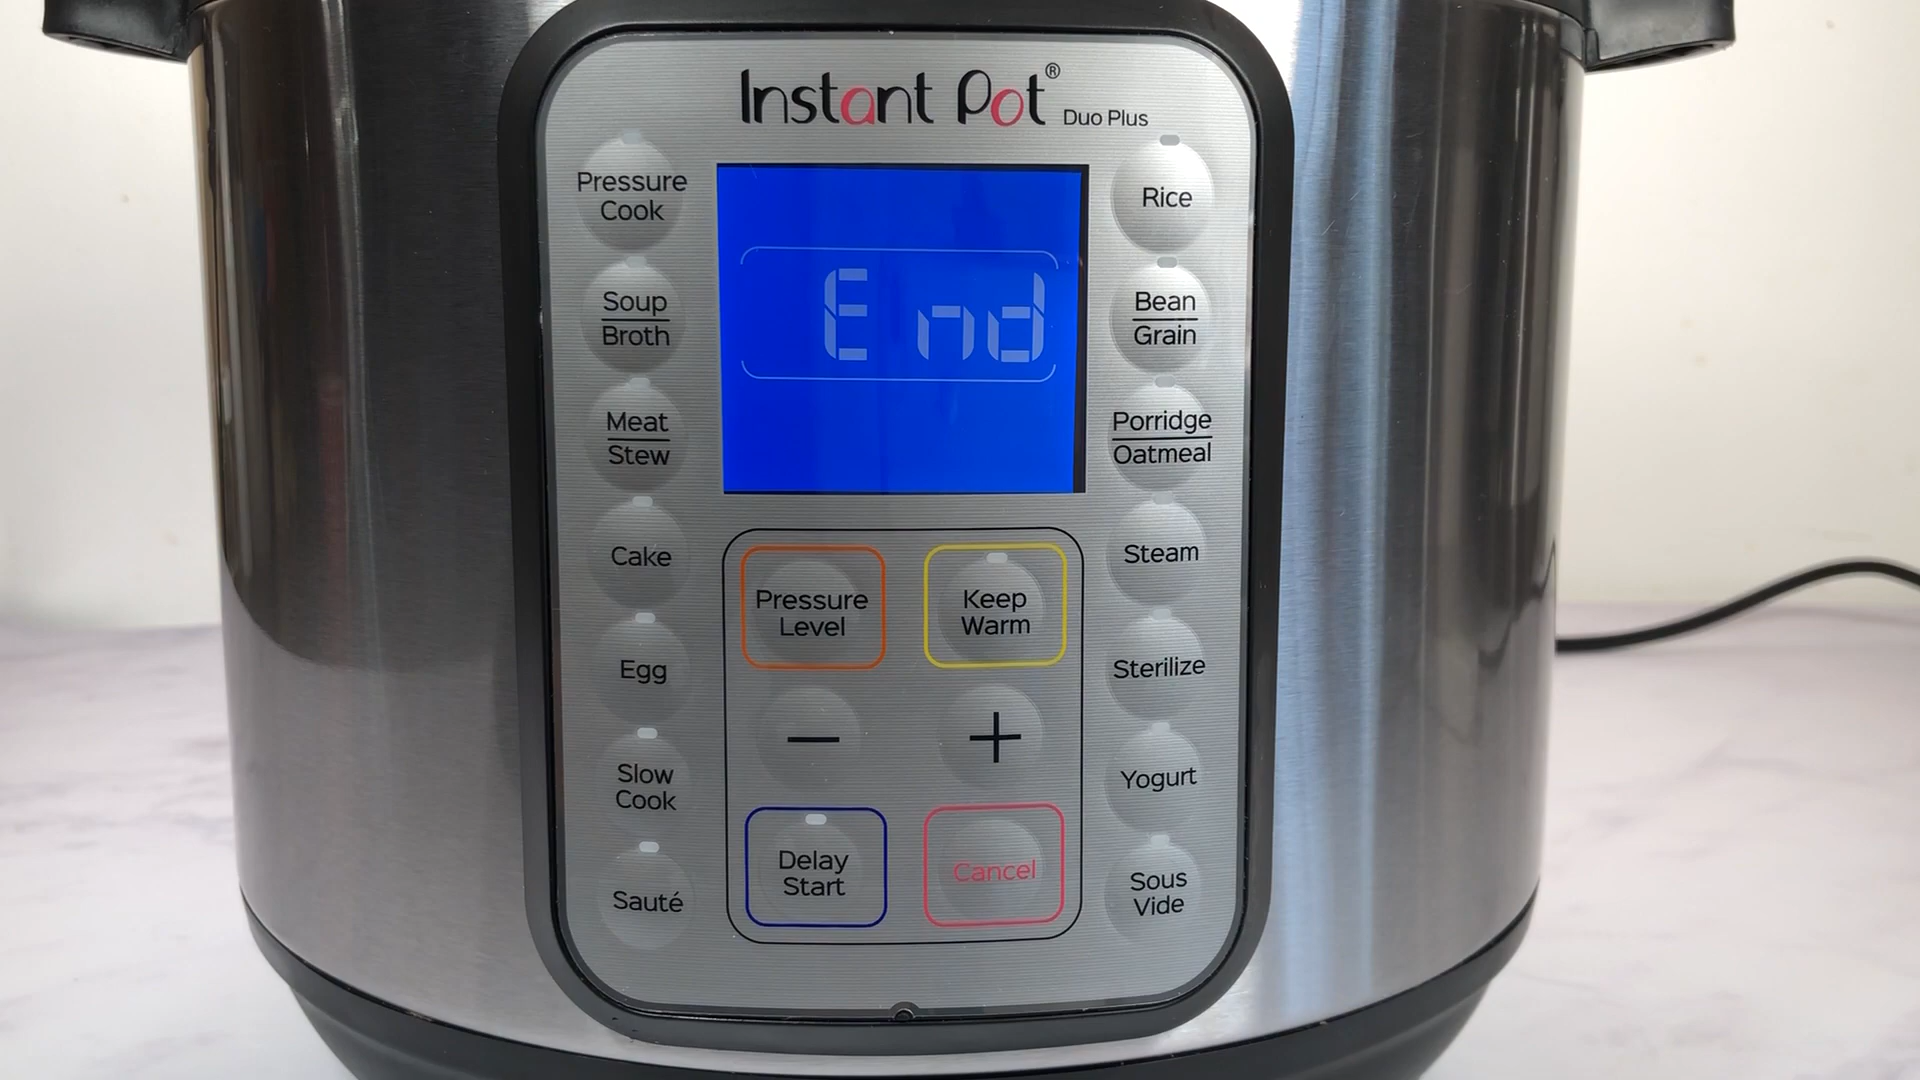 Instant Pot®
Duo Plus
End
Pressure
Cook
Soup
Broth
Meat
Stew
Cake
Egg
Slow
Cook
Sauté
Pressure
Level
Keep
Warm
−
+
Delay
Start
Cancel
Rice
Bean
Grain
Porridge
Oatmeal
Steam
Sterilize
Yogurt
Sous
Vide